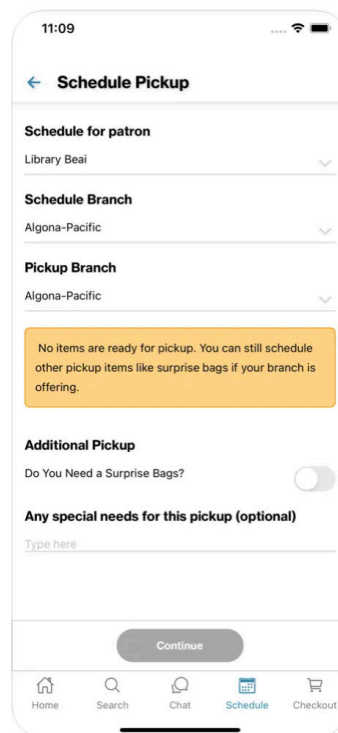 11:09
Schedule Pickup
Schedule for patron
Library Beai
Schedule Branch
Algona-Pacific
Pickup Branch
Algona-Pacific
No items are ready for pickup. You can still schedule
other pickup items like surprise bags if your branch is
offering.
Additional Pickup
Do You Need a Surprise Bags?
Any special needs for this pickup (optional)
Type here
Continue
Home Search Chat Schedule Checkout